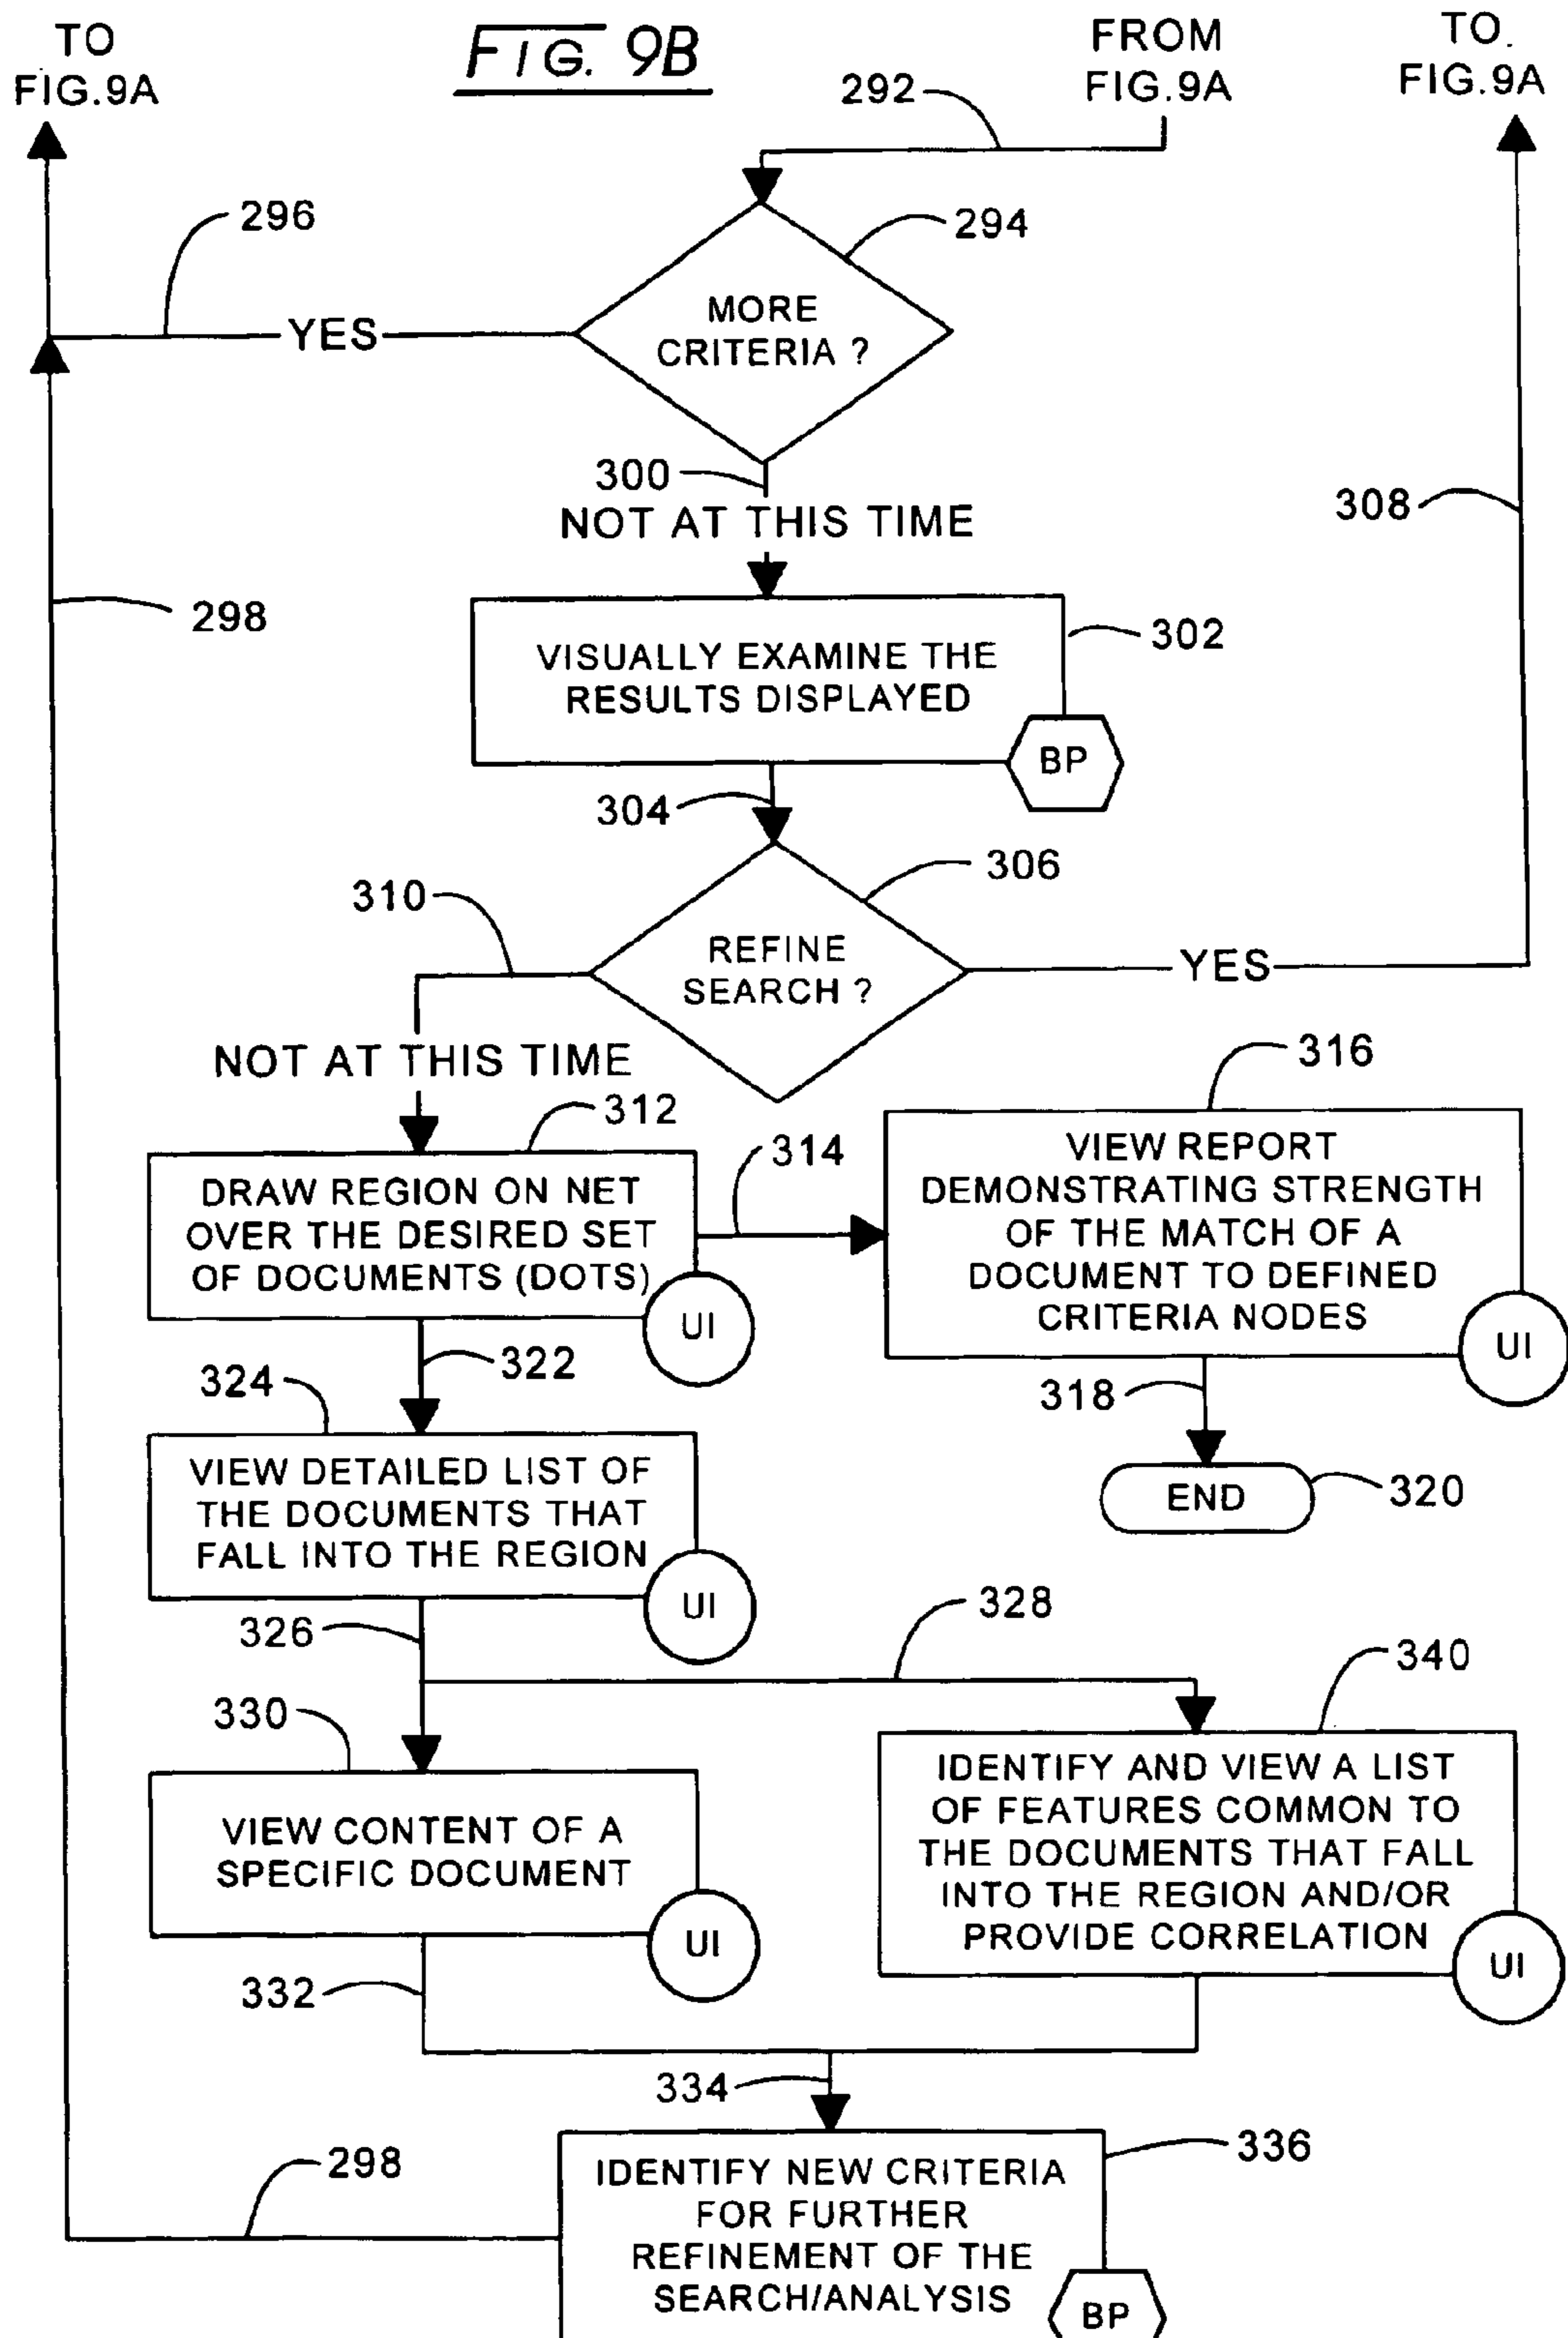 TO
FIG.9A
FIG. 9B
FROM
FIG.9A
TO.
FIG.9A
292
296
294
MORE
CRITERIA ?
YES
300
NOT AT THIS TIME
308
298
302
VISUALLY EXAMINE THE
RESULTS DISPLAYED
BP
304
306
310
REFINE
SEARCH ?
YES
NOT AT THIS TIME
316
312
314
DRAW REGION ON NET
OVER THE DESIRED SET
OF DOCUMENTS (DOTS)
UI
VIEW REPORT
DEMONSTRATING STRENGTH
OF THE MATCH OF A
DOCUMENT TO DEFINED
CRITERIA NODES
UI
322
324
318
END
320
VIEW DETAILED LIST OF
THE DOCUMENTS THAT
FALL INTO THE REGION
UI
326
328
340
330
VIEW CONTENT OF A
SPECIFIC DOCUMENT
UI
IDENTIFY AND VIEW A LIST
OF FEATURES COMMON TO
THE DOCUMENTS THAT FALL
INTO THE REGION AND/OR
PROVIDE CORRELATION
UI
332
334
336
298
IDENTIFY NEW CRITERIA
FOR FURTHER
REFINEMENT OF THE
SEARCH/ANALYSIS
BP